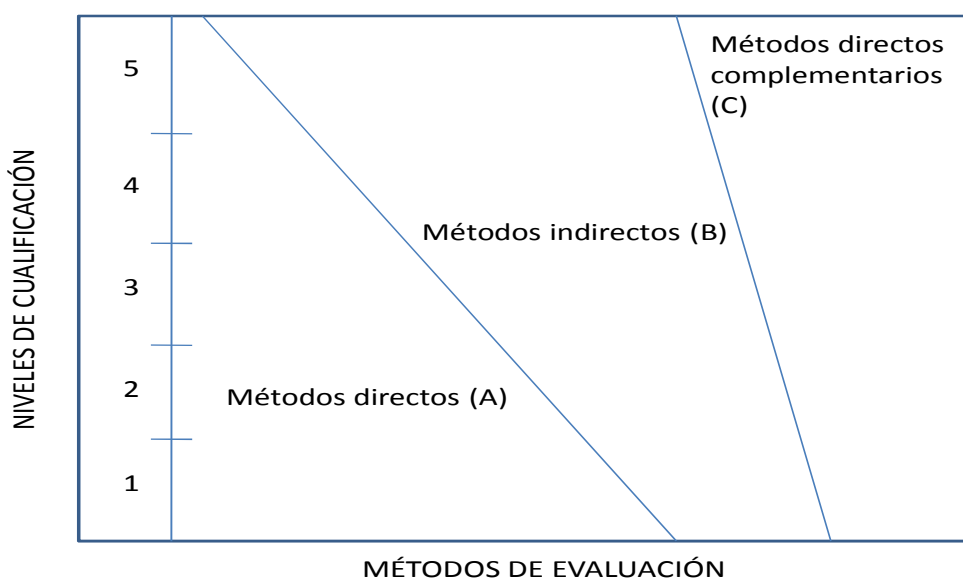 Métodos directos
complementarios
(C)
5
4
Métodos indirectos (B)
3
2
Métodos directos (A)
1
NIVELES DE CUALIFICACIÓN
MÉTODOS DE EVALUACIÓN